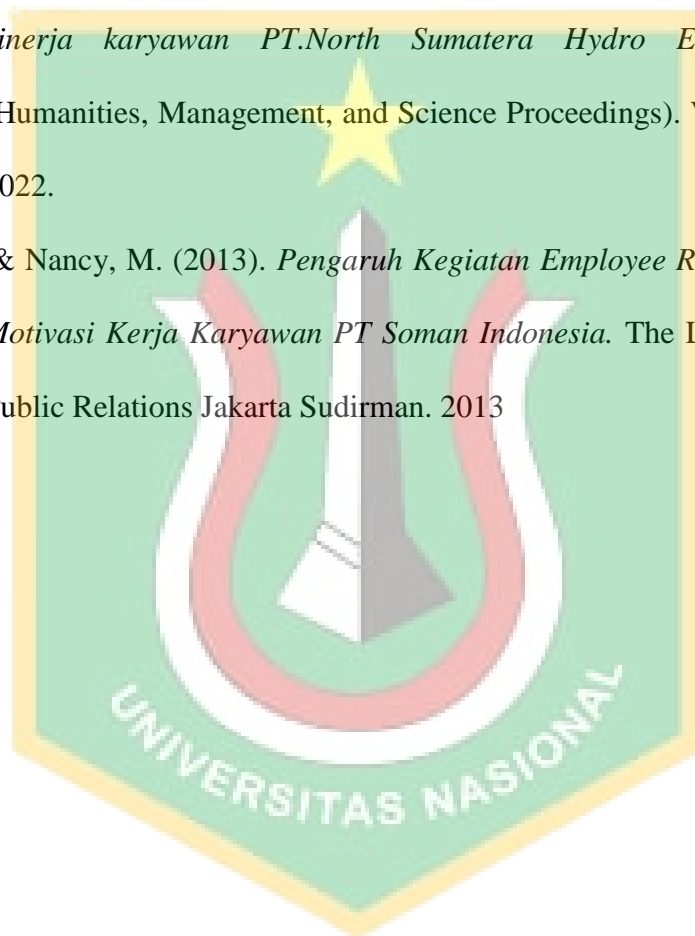 inerja karyawan PT.North Sumatera Hydro E
Humanities, Management, and Science Proceedings). V
022.
& Nancy, M. (2013). Pengaruh Kegiatan Employee R
Motivasi Kerja Karyawan PT Soman Indonesia. The L
ublic Relations Jakarta Sudirman. 2013
UNIVERSITAS NASIONAL